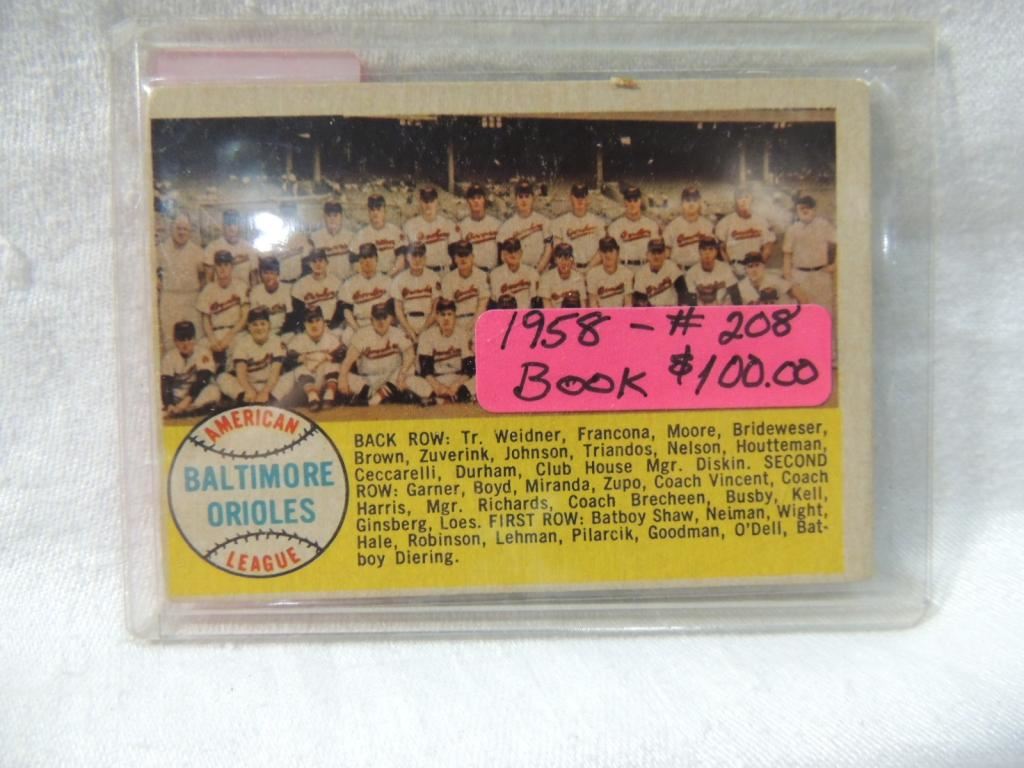 1958 - # 208
BOOK $100.00
AMERICAN
BALTIMORE
ORIOLES
LEAGUE
BACK ROW: Tr. Weidner, Francona, Moore, Brideweser,
Brown, Zuverink, Johnson, Triandos, Nelson, Houtteman,
Ceccarelli, Durham, Club House Mgr. Diskin. SECOND
ROW: Garner, Boyd, Miranda, Zupo, Coach Vincent, Coach
Harris, Mgr. Richards, Coach Brecheen, Busby, Kell,
Ginsberg, Loes. FIRST ROW: Batboy Shaw, Neiman, Wight,
Hale, Robinson, Lehman, Pilarcik, Goodman, O'Dell, Bat-
boy Diering.